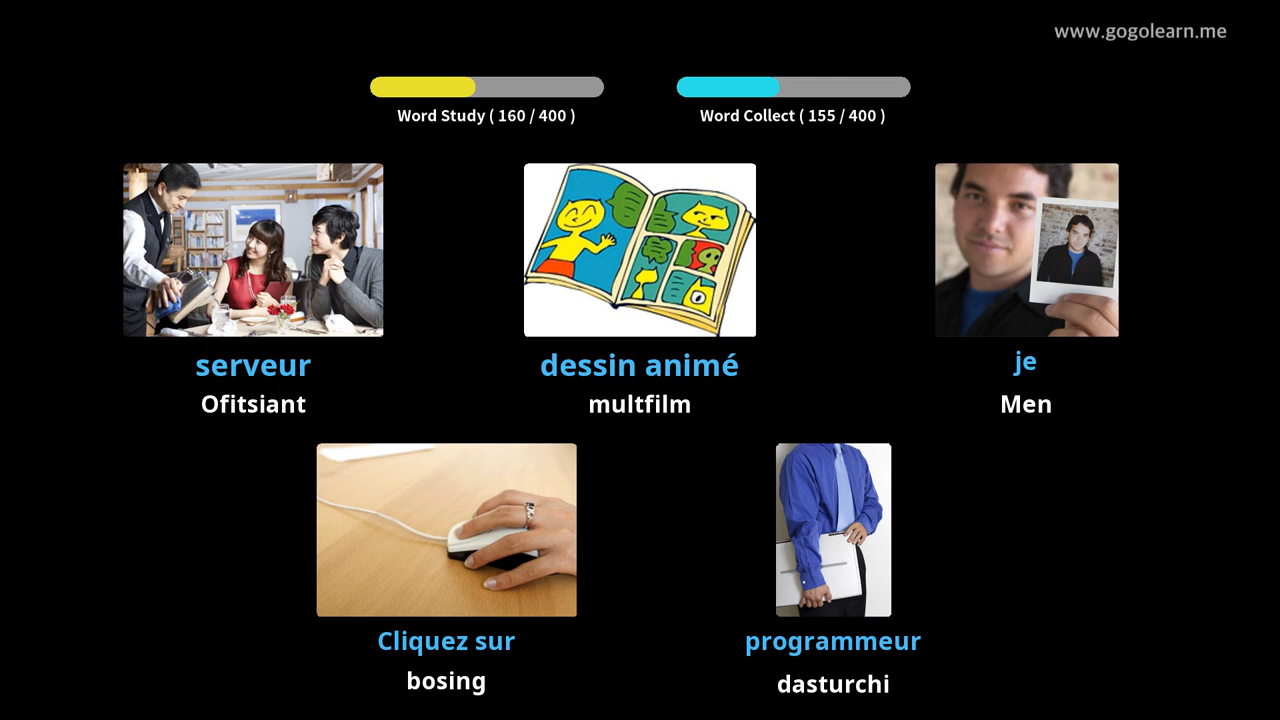 www.gogolearn.me
Word Study ( 160 / 400 )
Word Collect ( 155 / 400 )
serveur
Ofitsiant
dessin animé
multfilm
je
Men
Cliquez sur
bosing
programmeur
dasturchi